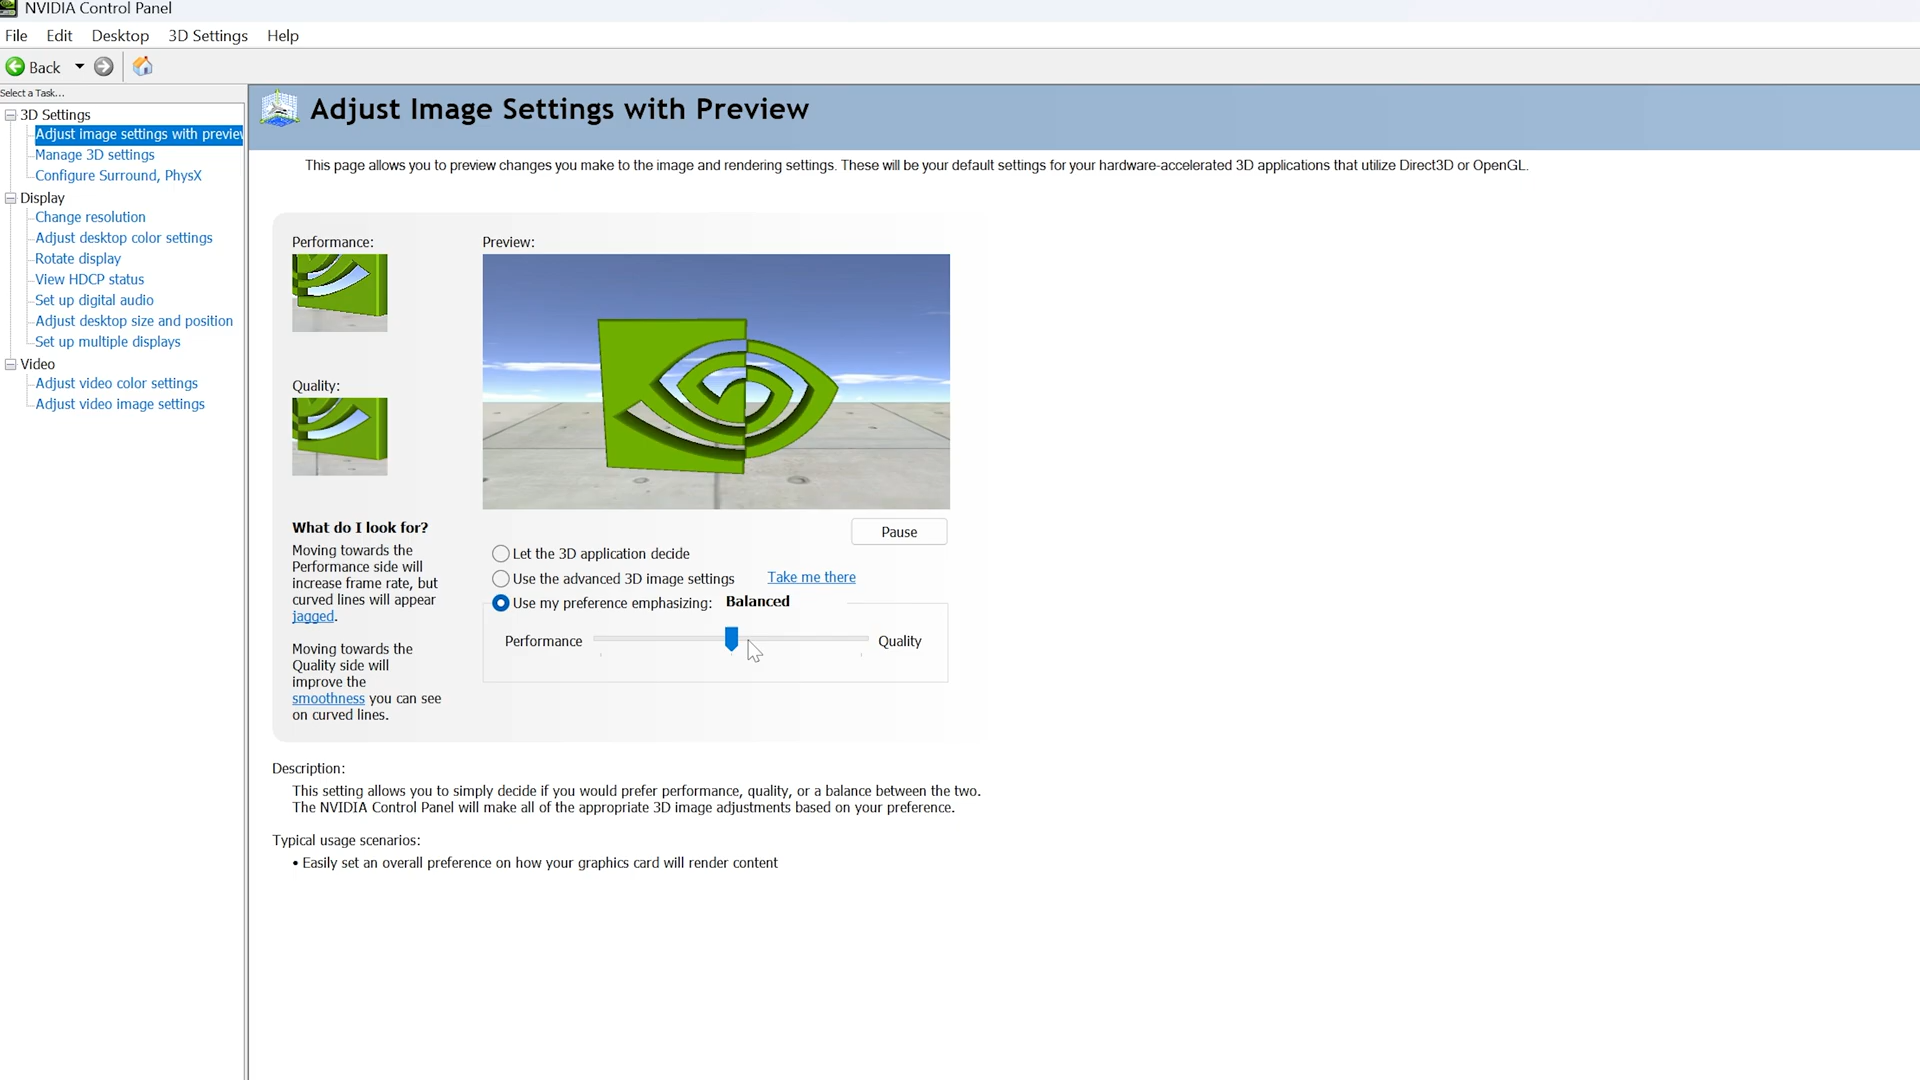 NVIDIA Control Panel
File Edit Desktop 3D Settings Help
Back
Select a Task...
3D Settings
Adjust image settings with preview
Manage 3D settings
Configure Surround, PhysX
Display
Change resolution
Adjust desktop color settings
Rotate display
View HDCP status
Set up digital audio
Adjust desktop size and position
Set up multiple displays
Video
Adjust video color settings
Adjust video image settings
Adjust Image Settings with Preview
This page allows you to preview changes you make to the image and rendering settings. These will be your default settings for your hardware-accelerated 3D applications that utilize Direct3D or OpenGL.
Performance:
Quality:
What do I look for?
Moving towards the
Performance side will
increase frame rate, but
curved lines will appear
jagged.
Moving towards the
Quality side will
improve the
smoothness you can see
on curved lines.
Preview:
Pause
Let the 3D application decide
Use the advanced 3D image settings Take me there
Use my preference emphasizing: Balanced
Performance Quality
Description:
This setting allows you to simply decide if you would prefer performance, quality, or a balance between the two.
The NVIDIA Control Panel will make all of the appropriate 3D image adjustments based on your preference.
Typical usage scenarios:
• Easily set an overall preference on how your graphics card will render content